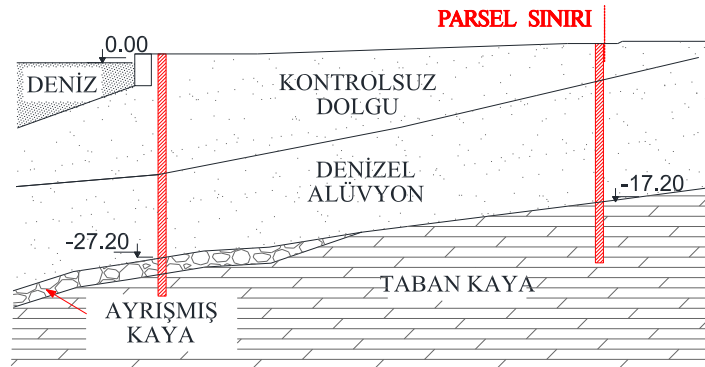 PARSEL SINIRI
0.00
DENİZ
KONTROLSUZ
DOLGU
DENİZEL
ALÜVYON
-17.20
-27.20
TABAN KAYA
AYRIŞMIŞ
KAYA